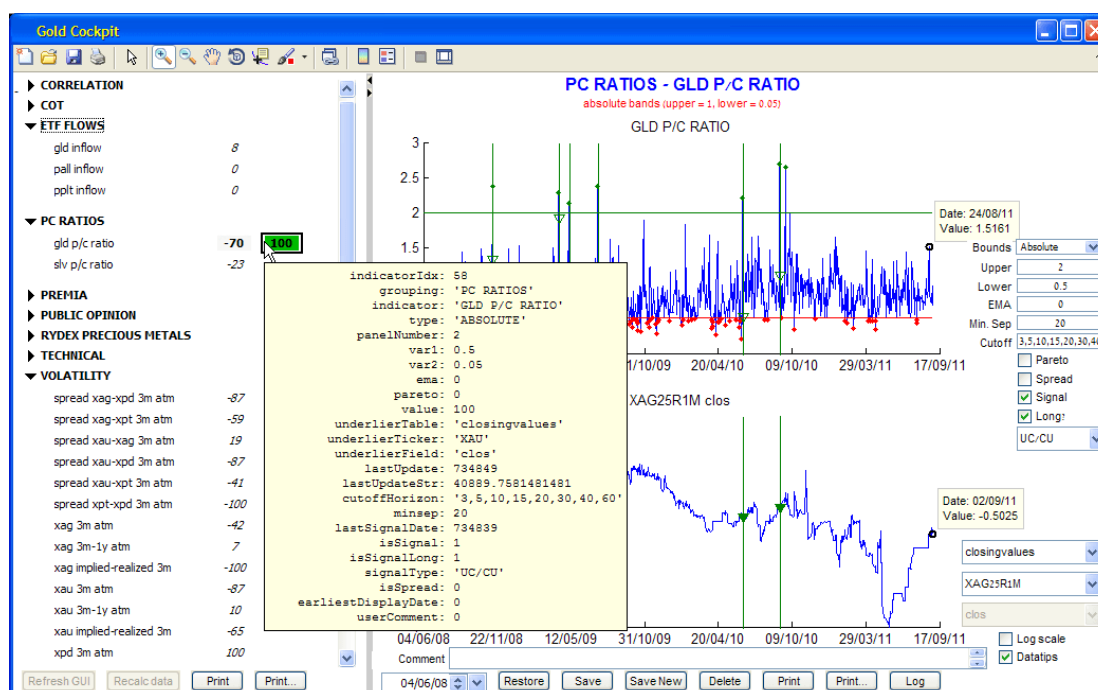 Gold Cockpit
CORRELATION
COT
ETF FLOWS
gld inflow 8
pall inflow 0
pplt inflow 0
PC RATIOS
gld p/c ratio -70 100
slv p/c ratio -23
PREMIA
PUBLIC OPINION
RYDEX PRECIOUS METALS
TECHNICAL
VOLATILITY
spread xag-xpd 3m atm -87
spread xag-xpt 3m atm -59
spread xau-xag 3m atm 19
spread xau-xpd 3m atm -87
spread xau-xpt 3m atm -41
spread xpt-xpd 3m atm -100
xag 3m atm -42
xag 3m-1y atm 7
xag implied-realized 3m -100
xau 3m atm -87
xau 3m-1y atm 10
xau implied-realized 3m -65
xpd 3m atm 100
Refresh GUI Recalc data Print Print...
indicatorIdx: 58
grouping: 'PC RATIOS'
indicator: 'GLD P/C RATIO'
type: 'ABSOLUTE'
panelNumber: 2
var1: 0.5
var2: 0.05
ema: 0
pareto: 0
value: 100
underlierTable: 'closingvalues'
underlierTicker: 'XAU'
underlierField: 'clos'
lastUpdate: 734849
lastUpdateStr: 40889.7581481481
cutoffHorizon: '3,5,10,15,20,30,40,60'
minsep: 20
lastSignalDate: 734839
isSignal: 1
isSignalLong: 1
signalType: 'UC/CU'
isSpread: 0
earliestDisplayDate: 0
userComment: 0
PC RATIOS - GLD P/C RATIO
absolute bands (upper = 1, lower = 0.05)
GLD P/C RATIO
3
2.5
2
1.5
1/10/09 20/04/10 09/10/10 29/03/11 17/09/11
Date: 24/08/11
Value: 1.5161
Bounds Absolute
Upper 2
Lower 0.5
EMA 0
Min. Sep 20
Cutoff 3,5,10,15,20,30,40
Pareto
Spread
Signal
Long?
UC/CU
XAG25R1M clos
Date: 02/09/11
Value: -0.5025
closingvalues
XAG25R1M
clos
04/06/08 22/11/08 12/05/09 31/10/09 20/04/10 09/10/10 29/03/11 17/09/11
Log scale
Datatips
Comment
04/06/08 Restore Save Save New Delete Print Print... Log